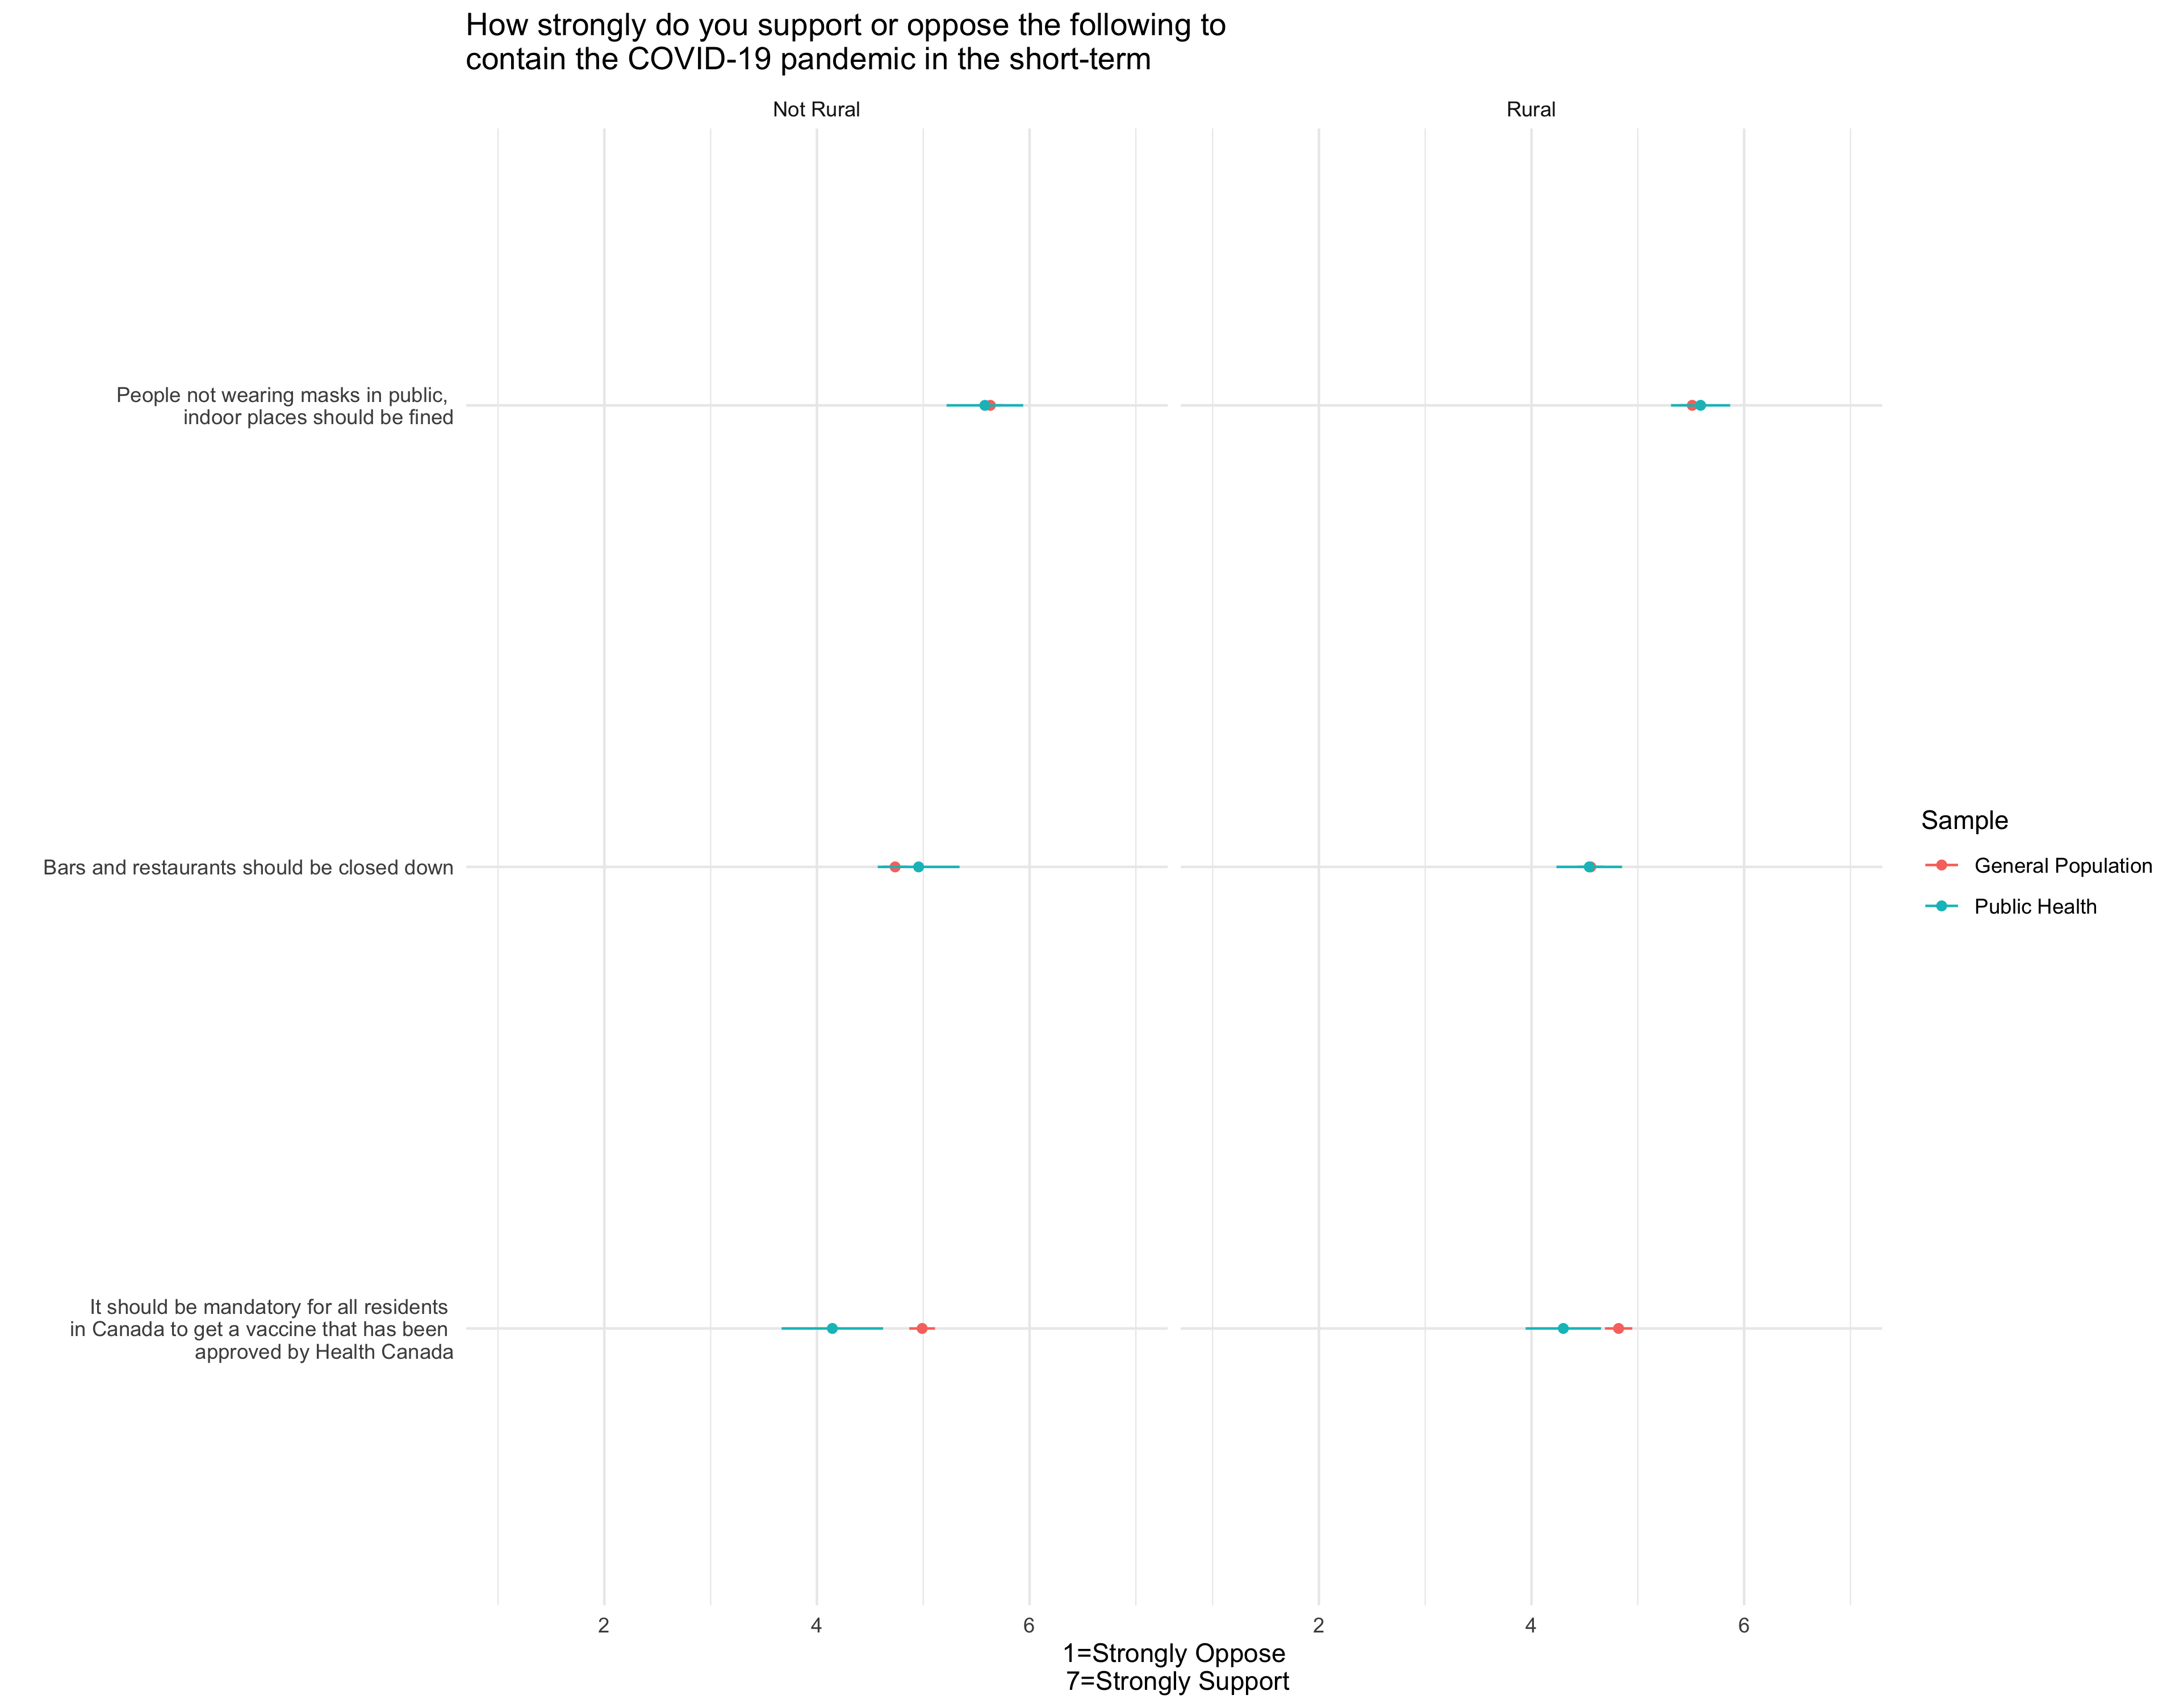 How strongly do you support or oppose the following to
contain the COVID-19 pandemic in the short-term
Not Rural
Rural
People not wearing masks in public,
indoor places should be fined
Bars and restaurants should be closed down
It should be mandatory for all residents
in Canada to get a vaccine that has been
approved by Health Canada
Sample
General Population
Public Health
2
4
6
2
4
6
1=Strongly Oppose
7=Strongly Support